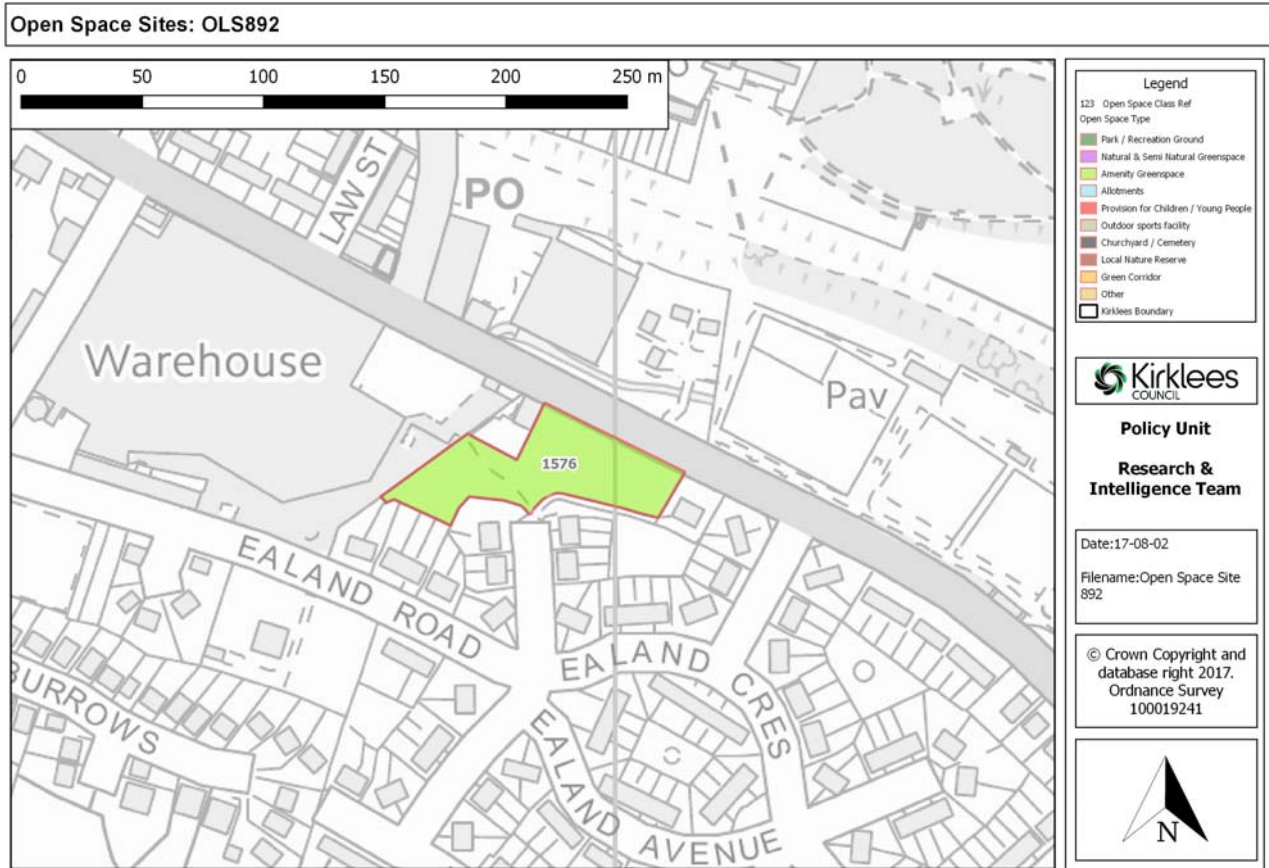 Open Space Sites: OLS892
0 50 100 150 200 250 m
LAW ST
PO
Warehouse
Pav
1576
EALAND ROAD
EALAND CRES
BURROWS
EALAND AVENUE
Legend
123 Open Space Class Ref
Open Space Type
Park / Recreation Ground
Natural & Semi Natural Greenspace
Amenity Greenspace
Allotments
Provision for Children / Young People
Outdoor sports facility
Churchyard / Cemetery
Local Nature Reserve
Green Corridor
Other
Kirklees Boundary
Kirklees
COUNCIL
Policy Unit
Research &
Intelligence Team
Date:17-08-02
Filename:Open Space Site
892
© Crown Copyright and
database right 2017.
Ordnance Survey
100019241
N